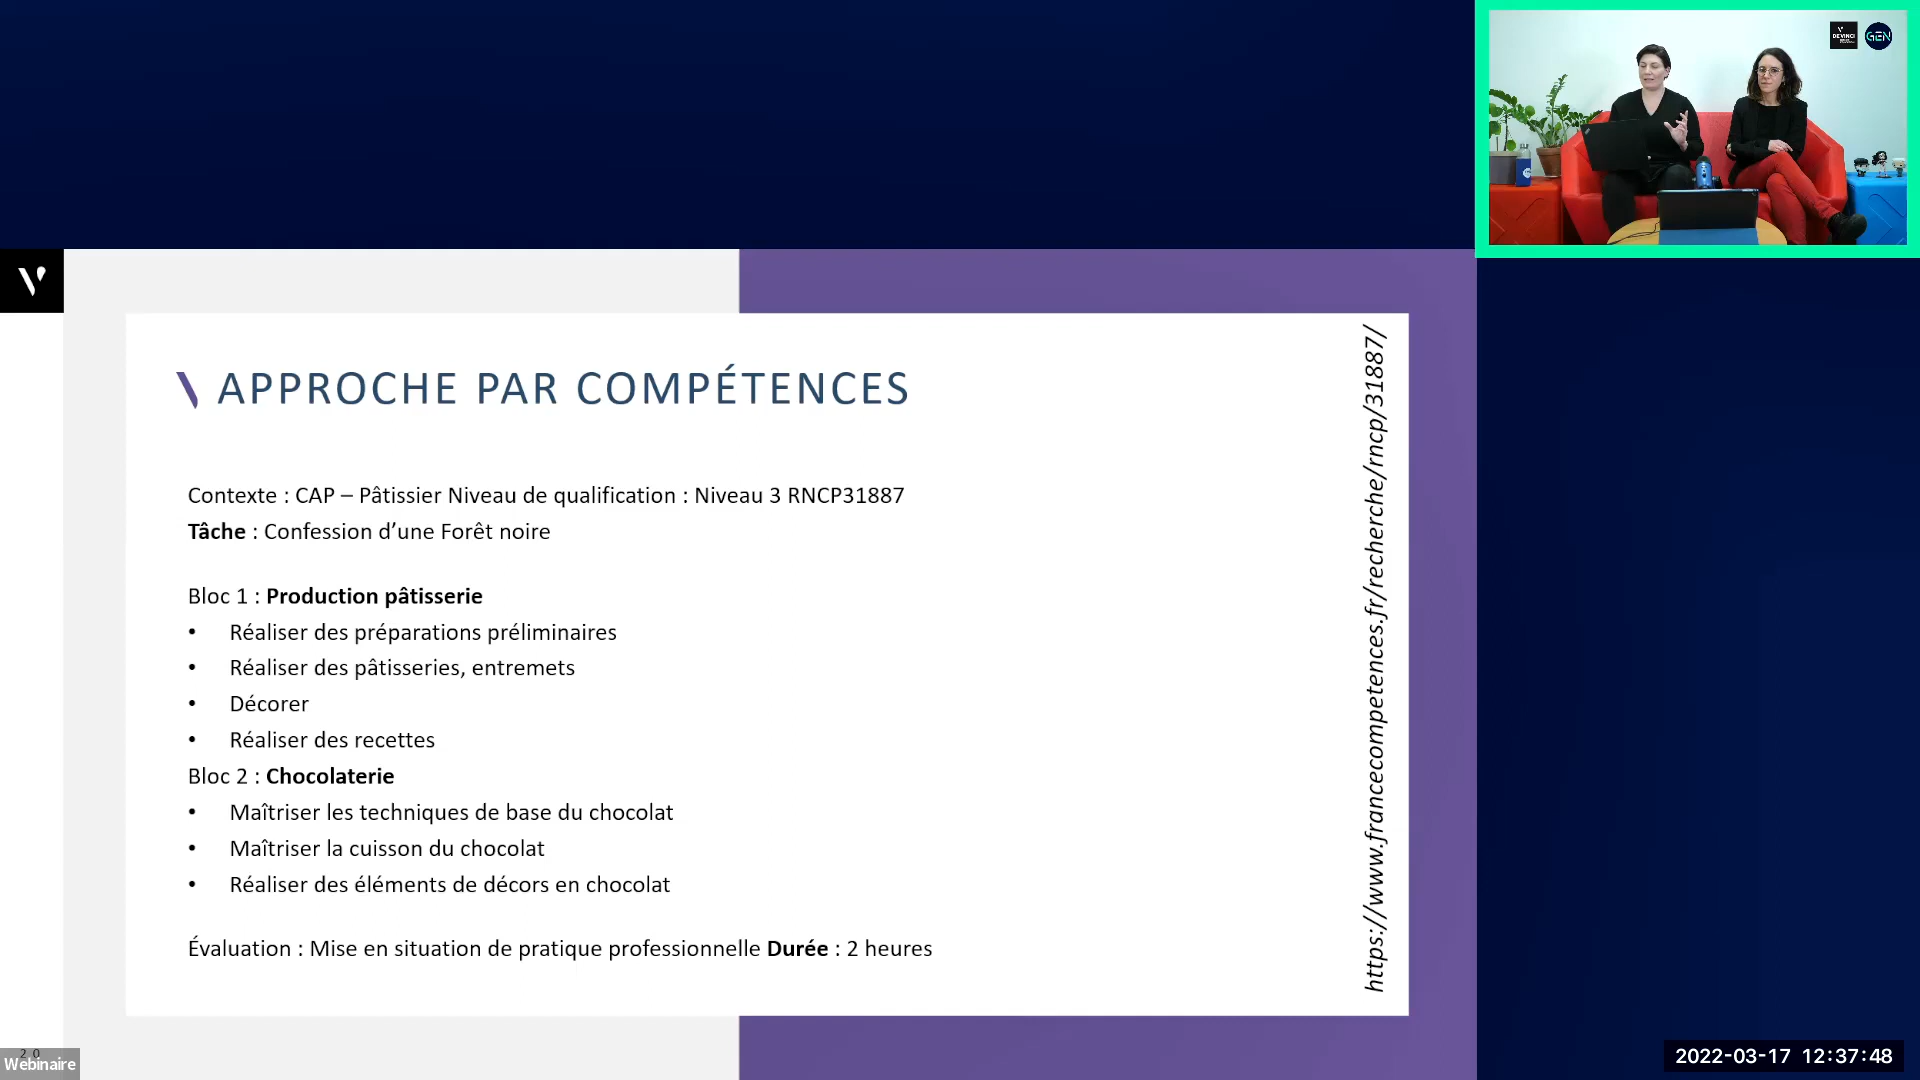 DEVINCI
GEN
APPROCHE PAR COMPÉTENCES
Contexte : CAP – Pâtissier Niveau de qualification : Niveau 3 RNCP31887
Tâche : Confession d’une Forêt noire
Bloc 1 : Production pâtisserie
• Réaliser des préparations préliminaires
• Réaliser des pâtisseries, entremets
• Décorer
• Réaliser des recettes
Bloc 2 : Chocolaterie
• Maîtriser les techniques de base du chocolat
• Maîtriser la cuisson du chocolat
• Réaliser des éléments de décors en chocolat
Évaluation : Mise en situation de pratique professionnelle Durée : 2 heures
https://www.francecompetences.fr/recherche/rncp/31887/
20
Webinaire
2022-03-17 12:37:48